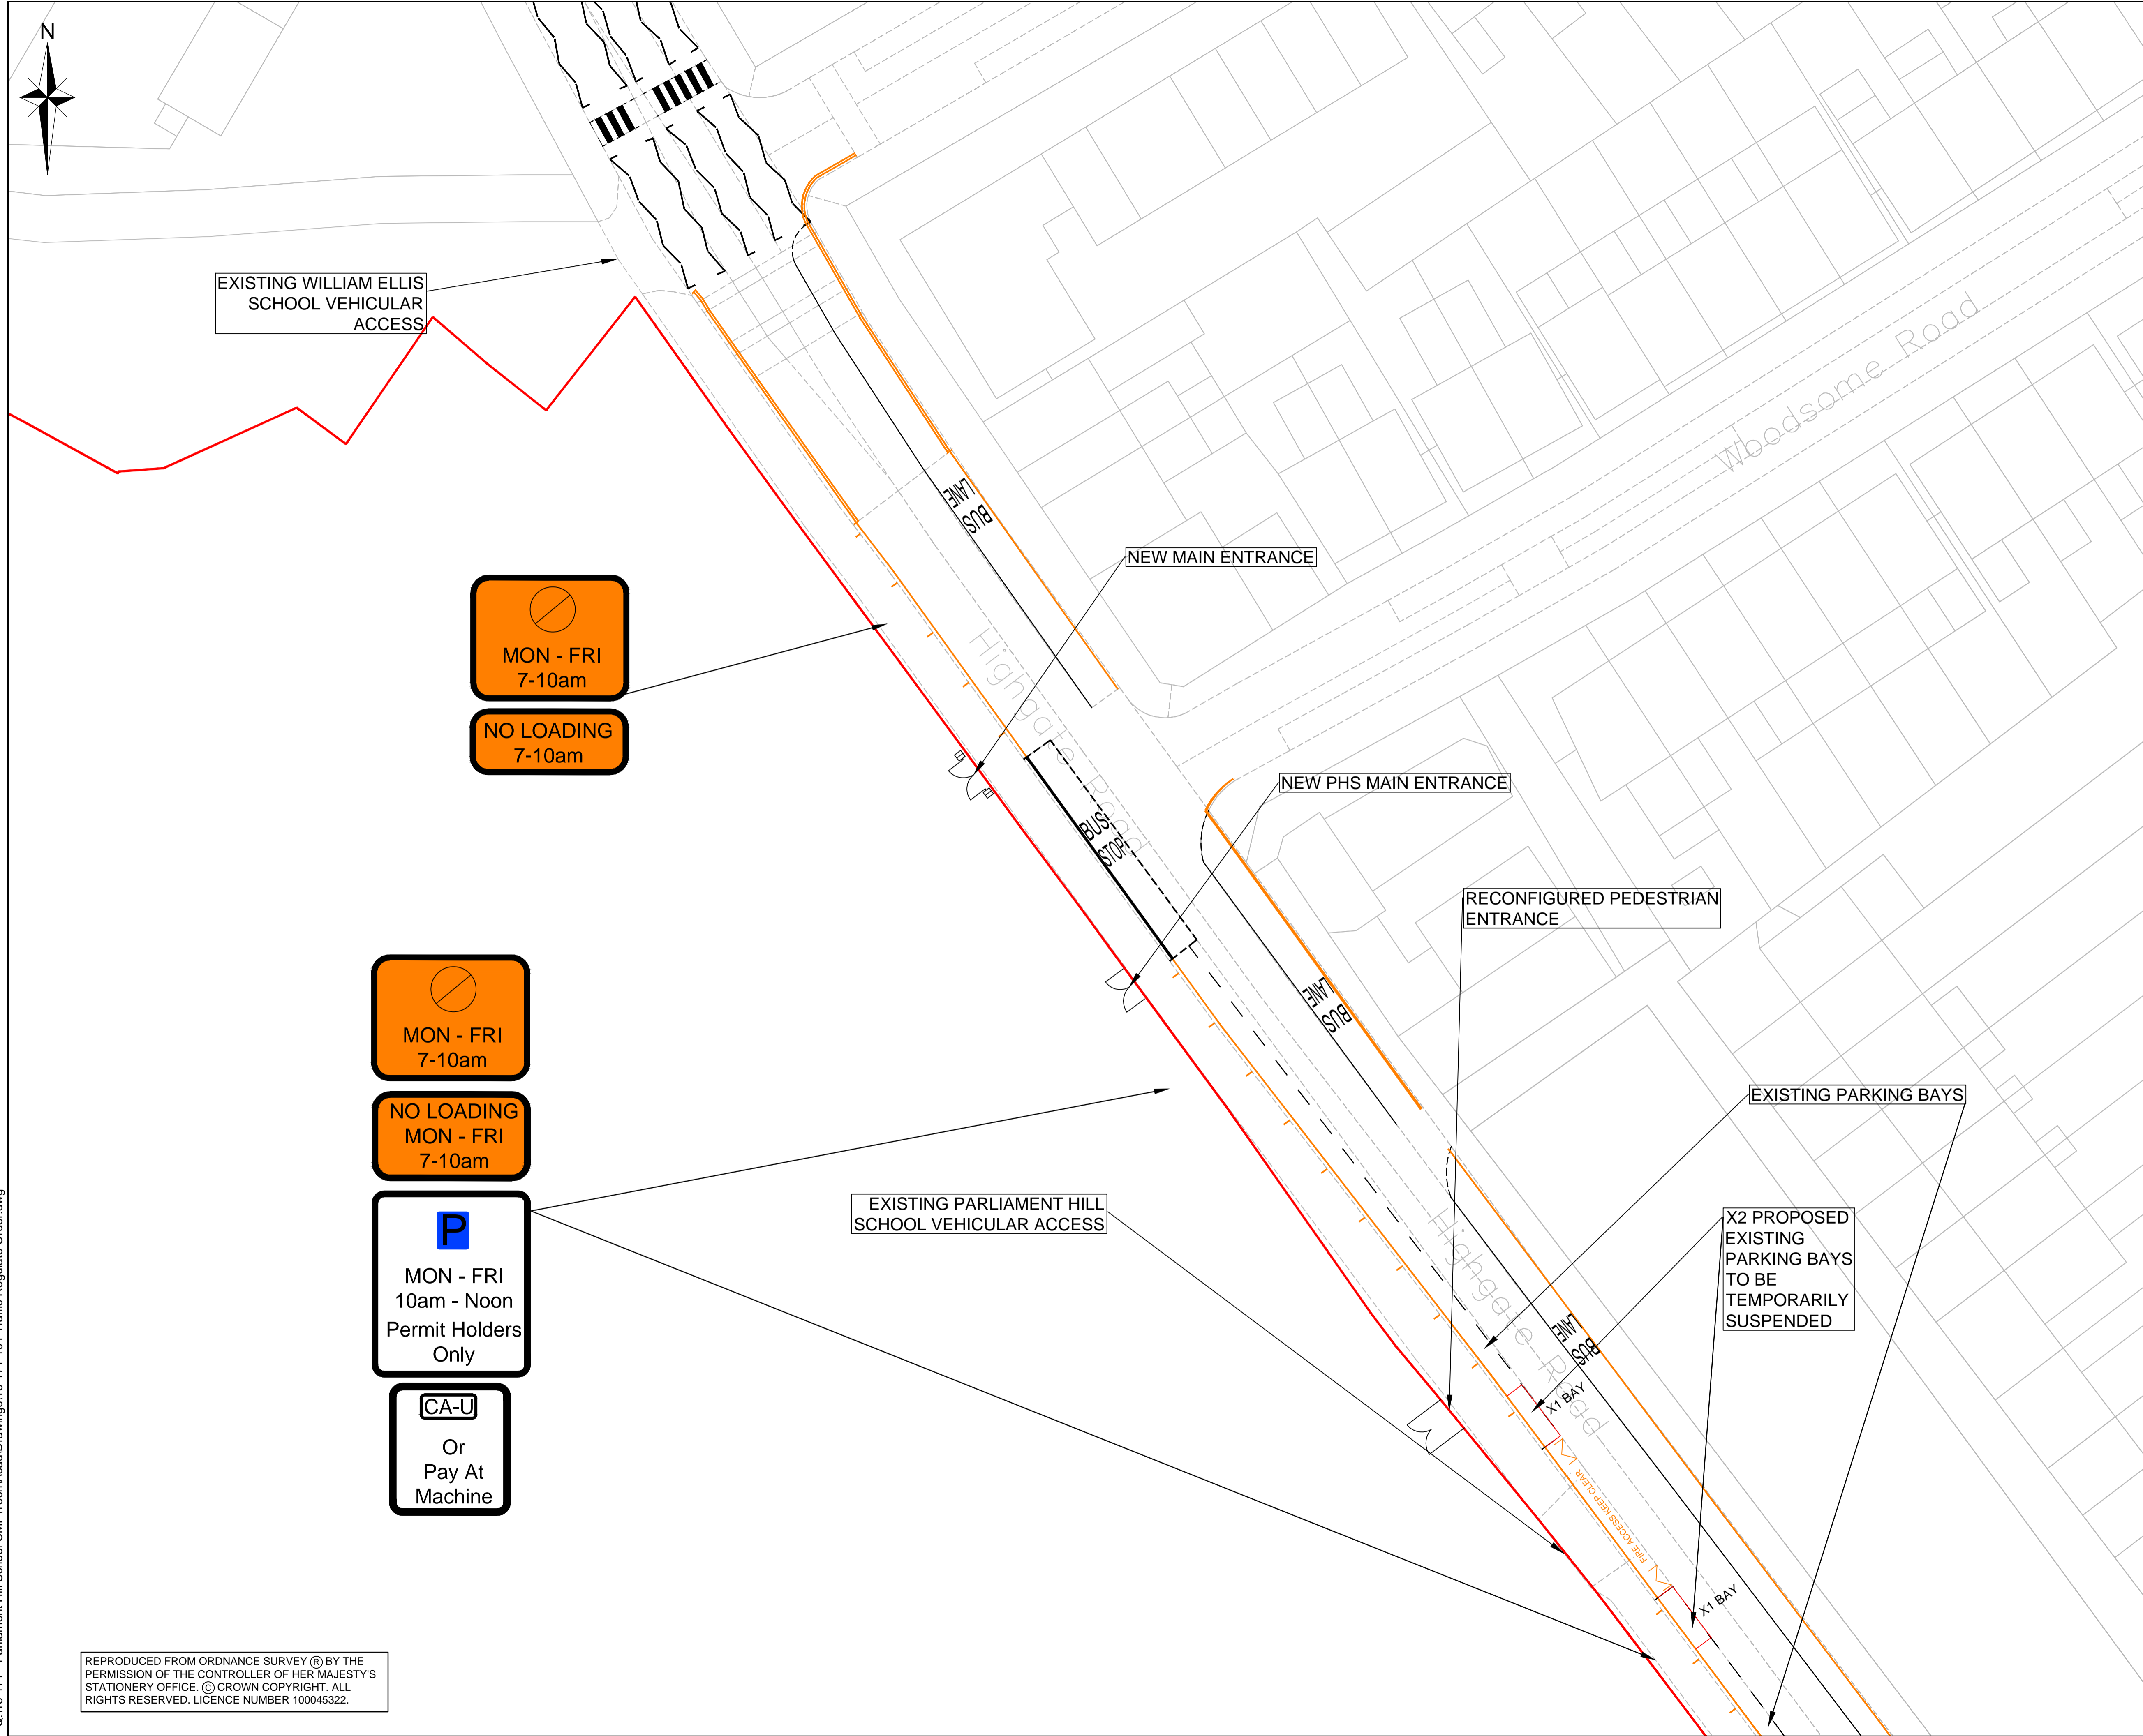 N
EXISTING WILLIAM ELLIS
SCHOOL VEHICULAR
ACCESS
Woodsome Road
BUS
LANE
NEW MAIN ENTRANCE
MON - FRI
7-10am
NO LOADING
7-10am
Highgate Road
NEW PHS MAIN ENTRANCE
BUS
STOP
RECONFIGURED PEDESTRIAN
ENTRANCE
MON - FRI
7-10am
BUS
LANE
NO LOADING
MON - FRI
7-10am
EXISTING PARKING BAYS
P
MON - FRI
10am - Noon
Permit Holders
Only
EXISTING PARLIAMENT HILL
SCHOOL VEHICULAR ACCESS
X2 PROPOSED
EXISTING
PARKING BAYS
TO BE
TEMPORARILY
SUSPENDED
Highgate Road
BUS
LANE
X1 BAY
CA-U
Or
Pay At
Machine
FIRE ACCESS KEEP CLEAR
X1 BAY
REPRODUCED FROM ORDNANCE SURVEY ® BY THE
PERMISSION OF THE CONTROLLER OF HER MAJESTY'S
STATIONERY OFFICE. © CROWN COPYRIGHT. ALL
RIGHTS RESERVED. LICENCE NUMBER 100045322.